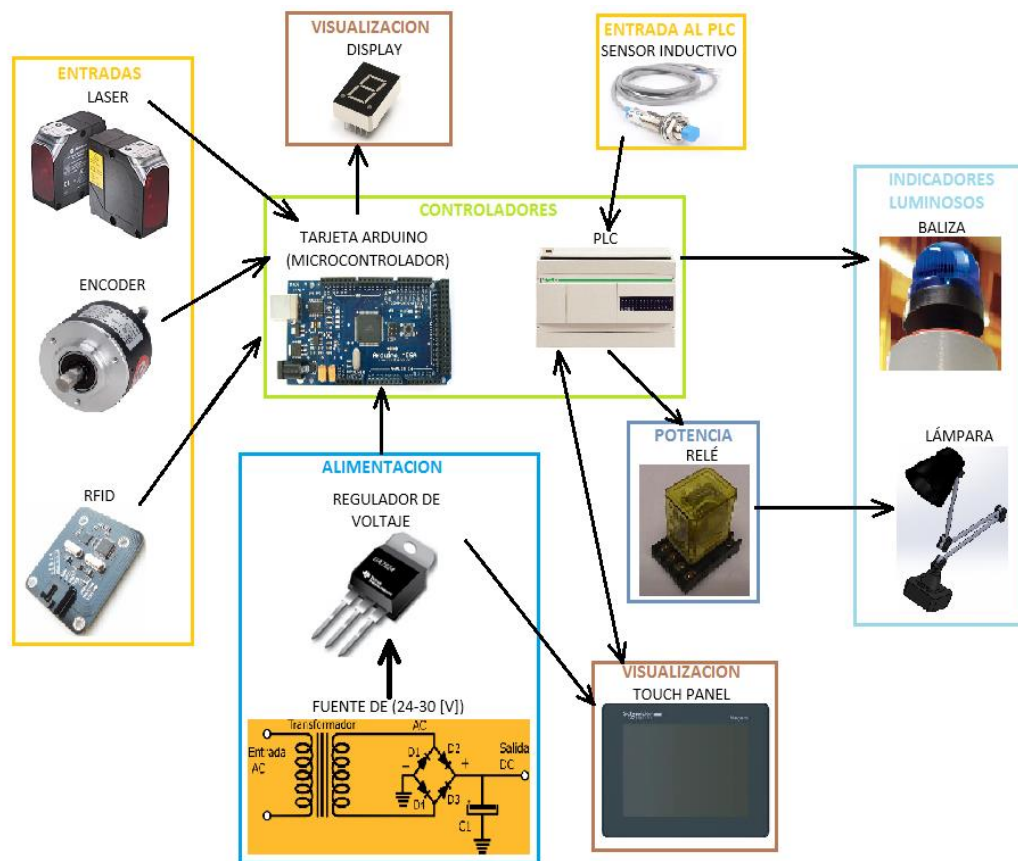 VISUALIZACION
DISPLAY
ENTRADA AL PLC
SENSOR INDUCTIVO
ENTRADAS
LASER
ENCODER
RFID
CONTROLADORES
TARJETA ARDUINO
(MICROCONTROLADOR)
PLC
INDICADORES
LUMINOSOS
BALIZA
LÁMPARA
POTENCIA
RELÉ
ALIMENTACION
REGULADOR DE
VOLTAJE
FUENTE DE (24-30 [V])
Transformador
AC
Entrada
AC
D1
D2
D4
D3
-
+
Salida
DC
C1
VISUALIZACION
TOUCH PANEL